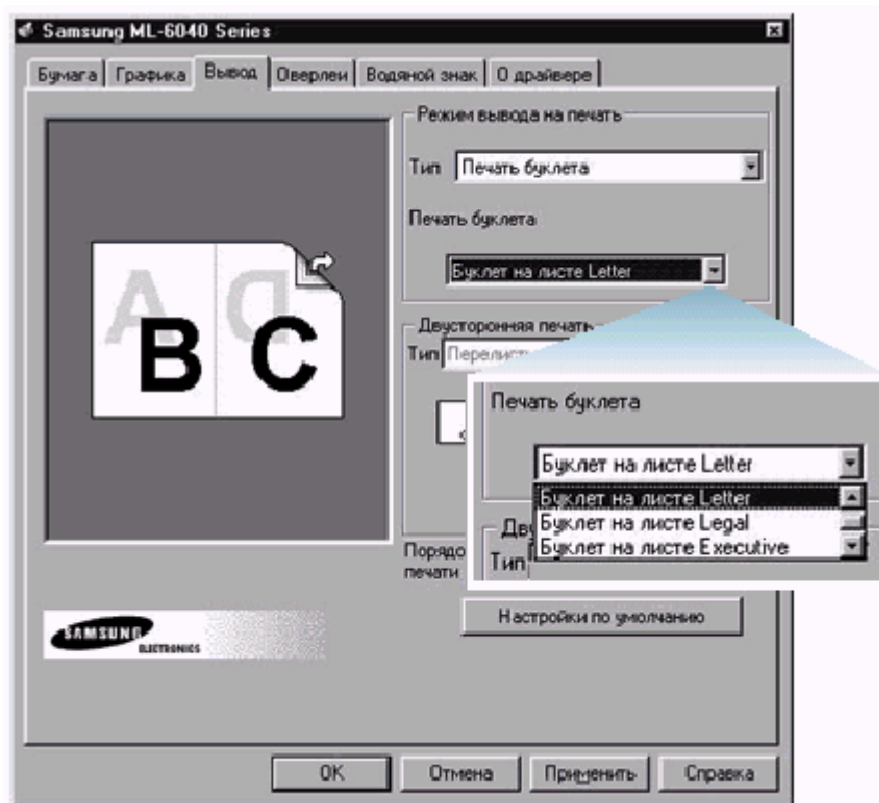 Samsung ML-6040 Series
Бумага Графика Вывод Оверлеи Водяной знак О драйвере
Режим вывода на печать
Тип Печать буклета
Печать буклета
Буклет на листе Letter
A D
B C
Двусторонняя печать
Тип
Печать буклета
Буклет на листе Letter
Буклет на листе Letter
Буклет на листе Legal
Буклет на листе Executive
Тип
печати
Настройки по умолчанию
SAMSUNG
ELECTRONICS
OK Отмена Применить Справка